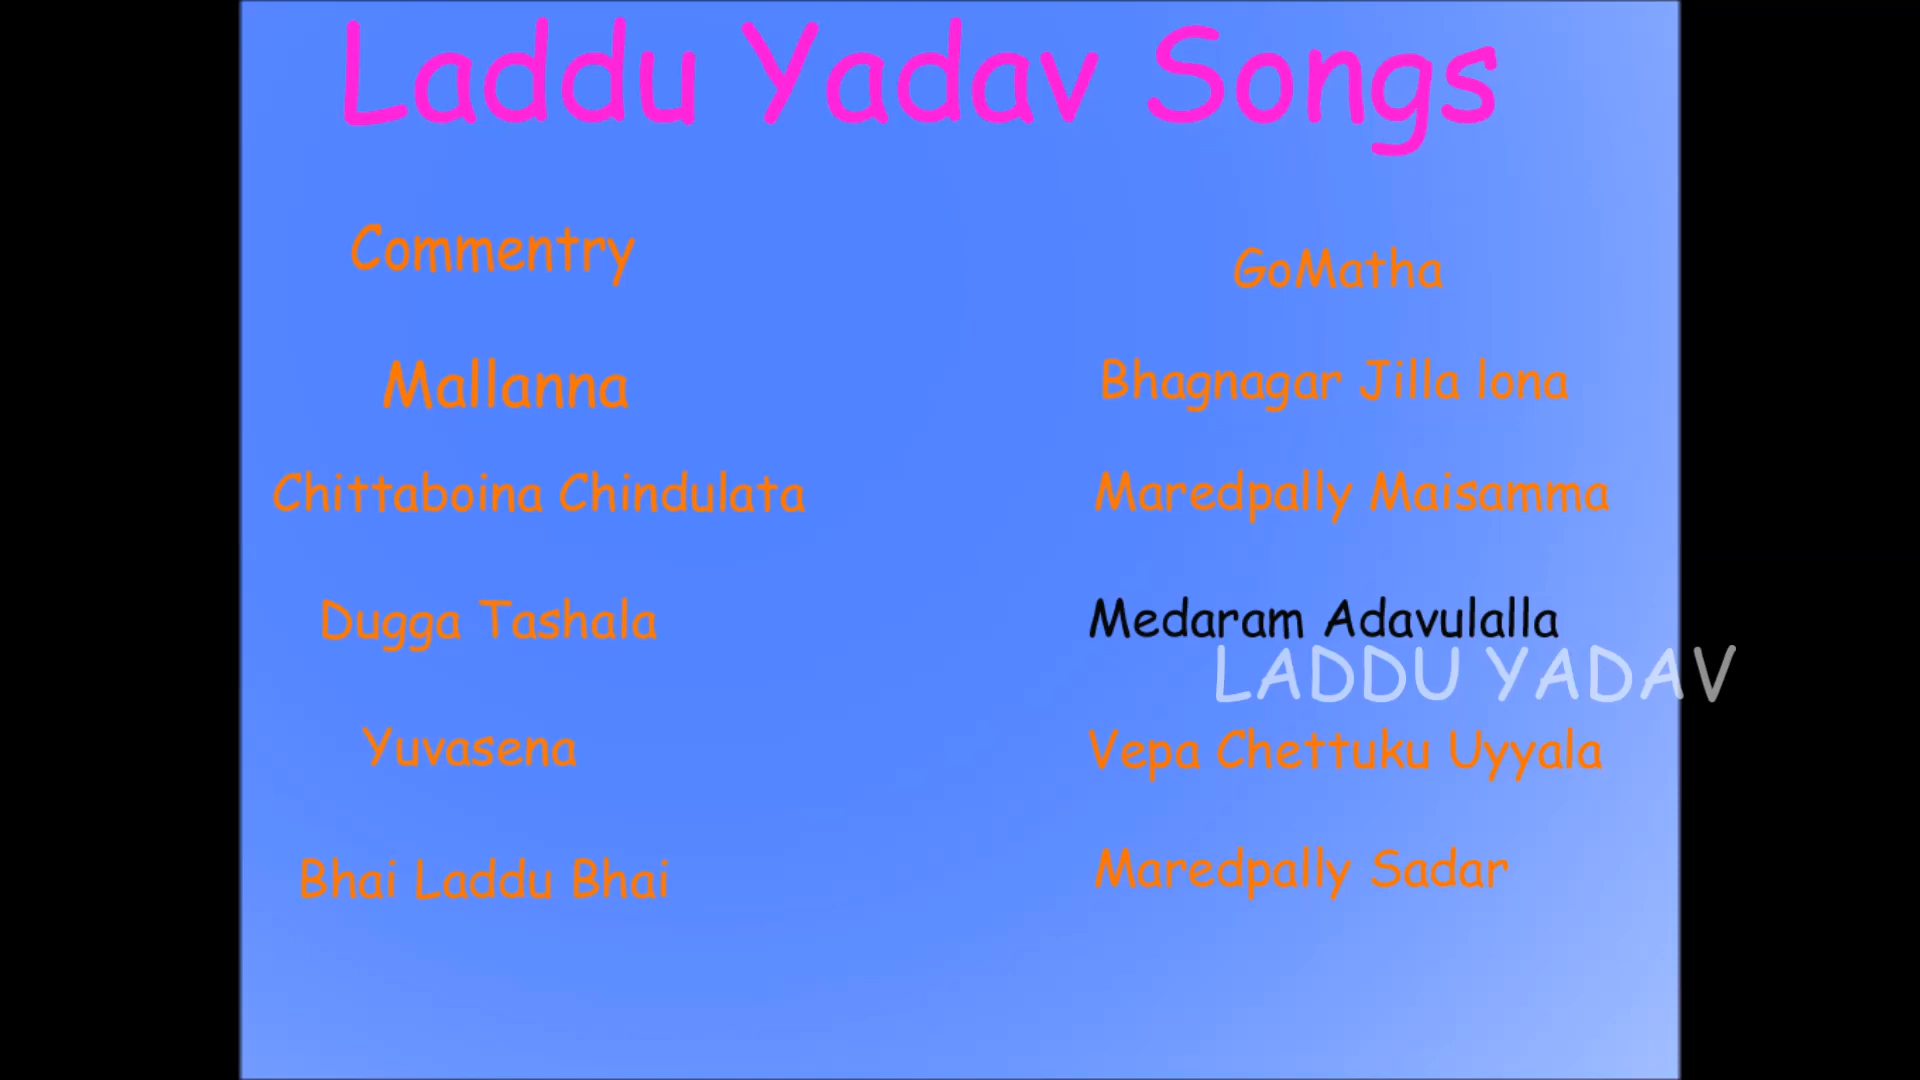 Laddu Yadav Songs
Commentry
Mallanna
Chittaboina Chindulata
Dugga Tashala
Yuvasena
Bhai Laddu Bhai
GoMatha
Bhagnagar Jilla lona
Maredpally Maisamma
Medaram Adavulalla
LADDU YADAV
Vepa Chettuku Uyyala
Maredpally Sadar